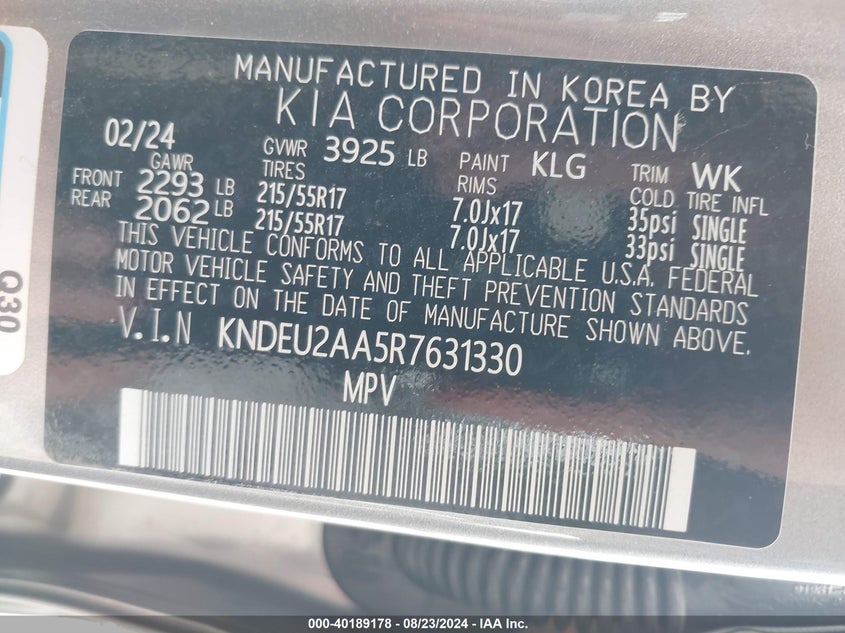 MANUFACTURED IN KOREA BY
KIA CORPORATION
02/24 GVWR 3925 LB PAINT KLG TRIM WK
GAWR TIRES RIMS COLD TIRE INFL
FRONT 2293 LB 215/55R17 7.0Jx17 35psi SINGLE
REAR 2062 LB 215/55R17 7.0Jx17 33psi SINGLE
THIS VEHICLE CONFORMS TO ALL APPLICABLE U.S.A. FEDERAL
MOTOR VEHICLE SAFETY AND THEFT PREVENTION STANDARDS
IN EFFECT ON THE DATE OF MANUFACTURE SHOWN ABOVE.
V.I.N KNDEU2AA5R7631330
MPV
Q30
000-40189178 - 08/23/2024 - IAA Inc.